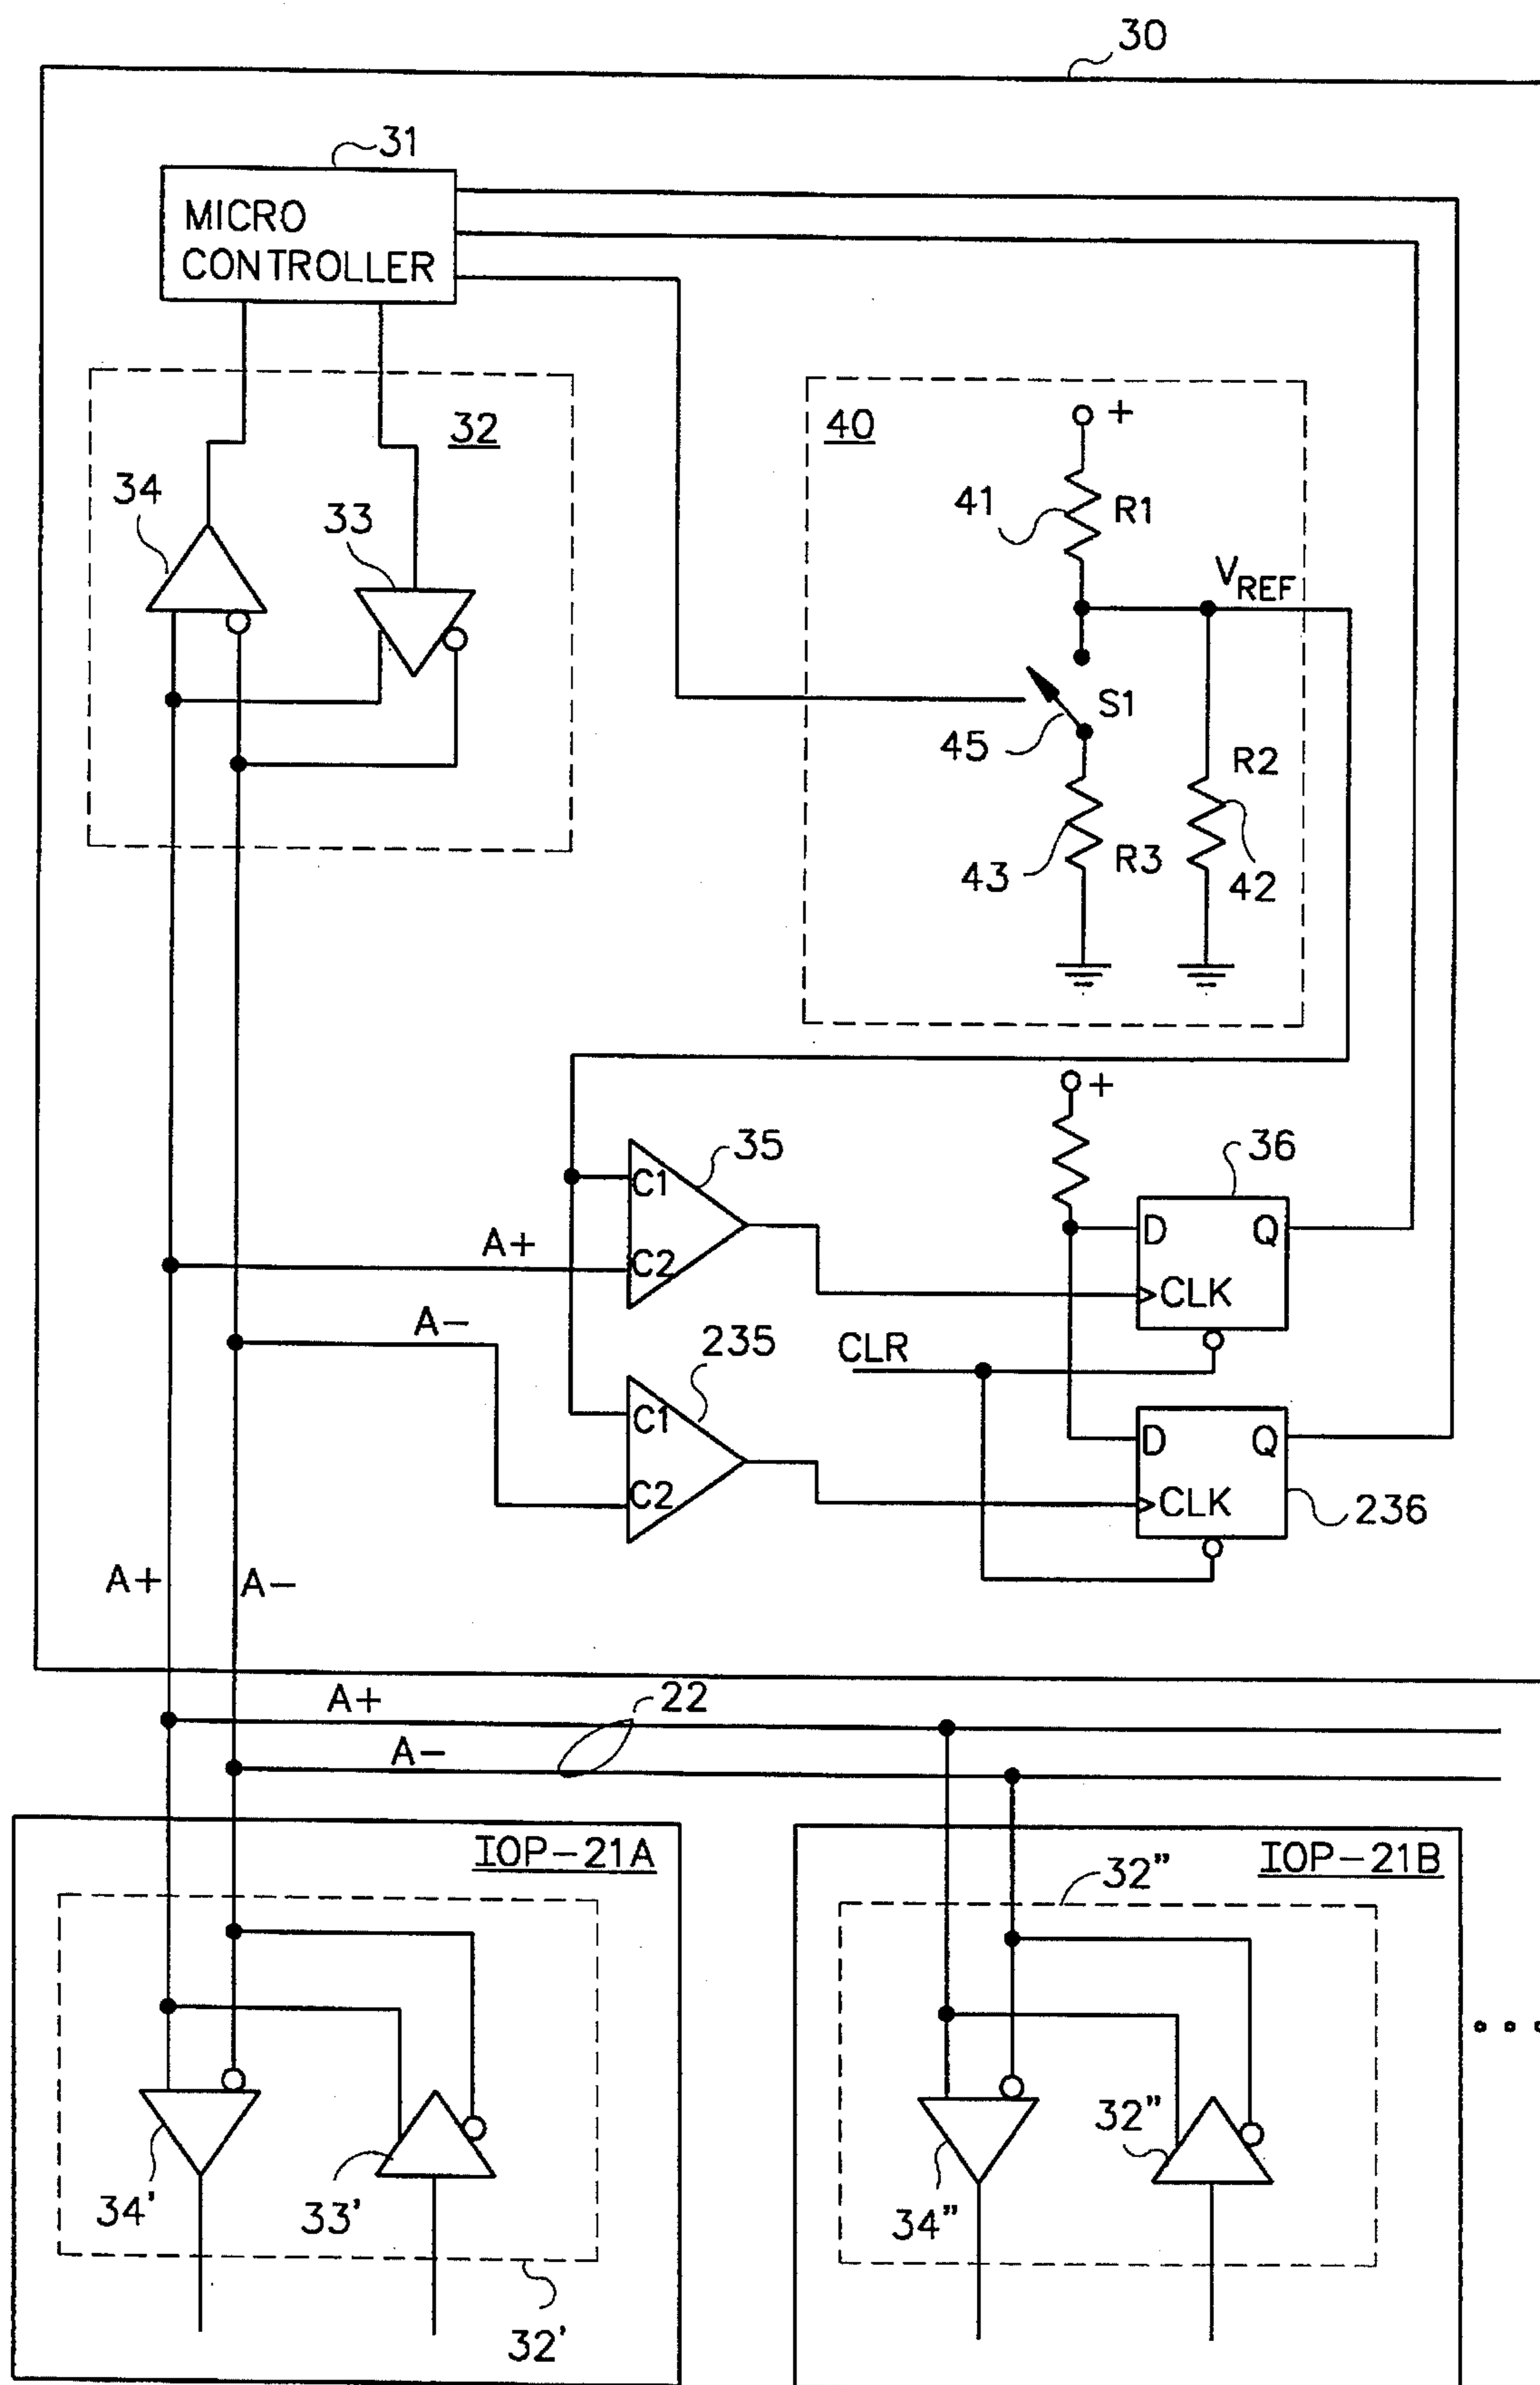 30
31
MICRO
CONTROLLER
32
34
33
40
+
41
R1
VREF
S1
45
R2
43
R3
42
+
35
36
C1
D
Q
A+
C2
CLK
A-
235
CLR
C1
D
Q
C2
CLK
236
A+
A-
A+
22
A-
IOP-21A
IOP-21B
32"
32"
34'
33'
34"
32'